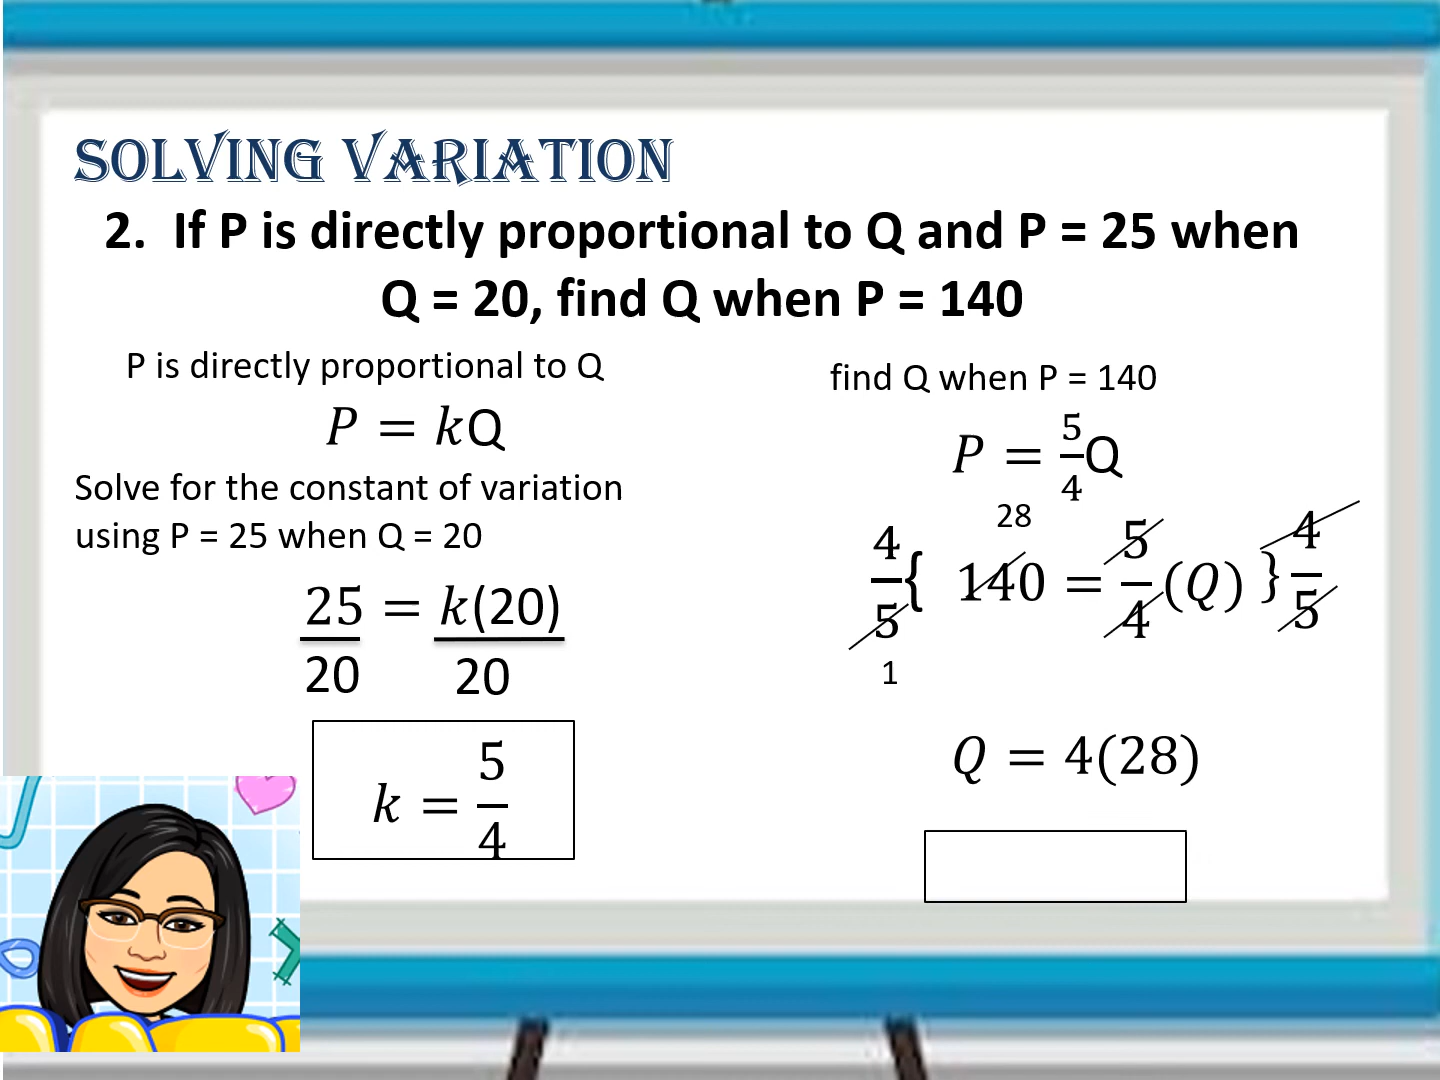 SOLVING VARIATION
2. If P is directly proportional to Q and P = 25 when
Q = 20, find Q when P = 140
P is directly proportional to Q
P = kQ
Solve for the constant of variation
using P = 25 when Q = 20
25 = k(20)
20 20
k = 5/4
find Q when P = 140
P = 5/4 Q
28
4/5 { 140 = 5/4 (Q) } 4/5
1
Q = 4(28)